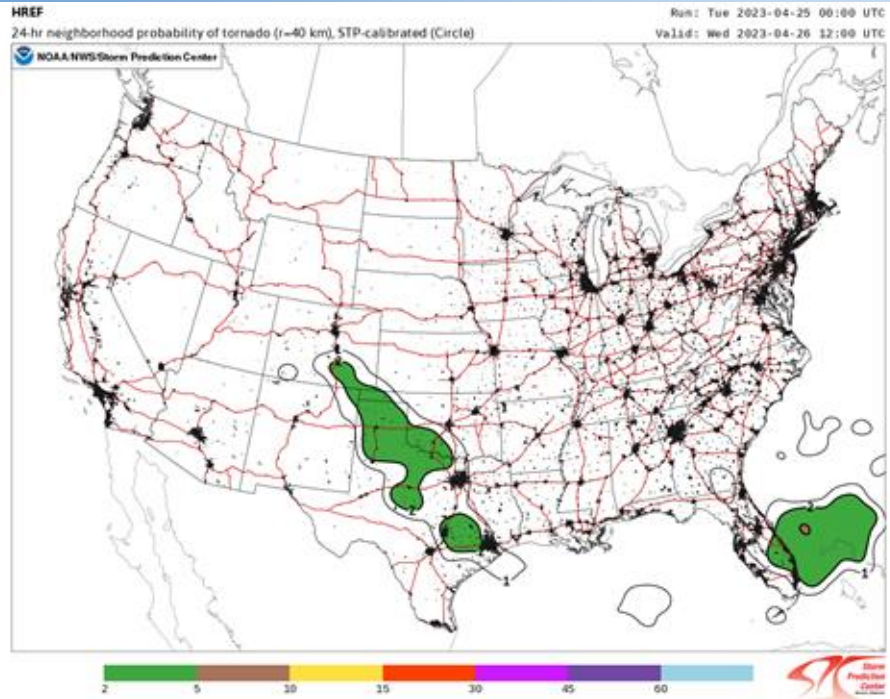 HREF
Run: Tue 2023-04-25 00:00 UTC
24-hr neighborhood probability of tornado (r=40 km), STP-calibrated (Circle)
Valid: Wed 2023-04-26 12:00 UTC
NOAA/NWS/Storm Prediction Center
2
2
1
1
2 5 10 15 30 45 60
SPC
Storm
Prediction
Center